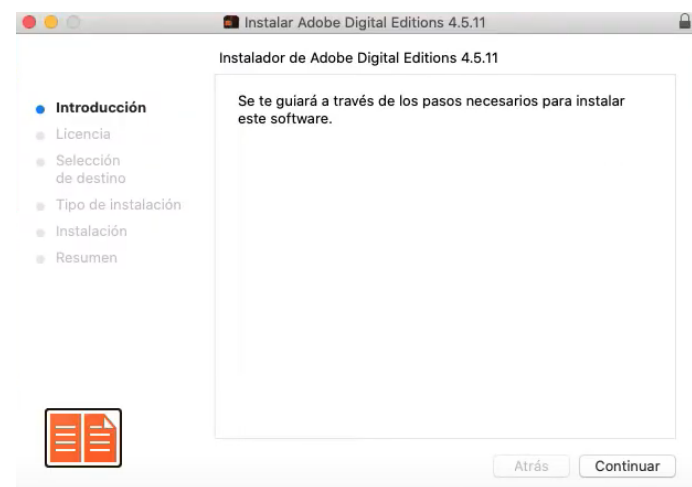 Instalar Adobe Digital Editions 4.5.11
Instalador de Adobe Digital Editions 4.5.11
Introducción
Licencia
Selección
de destino
Tipo de instalación
Instalación
Resumen
Se te guiará a través de los pasos necesarios para instalar
este software.
Atrás
Continuar